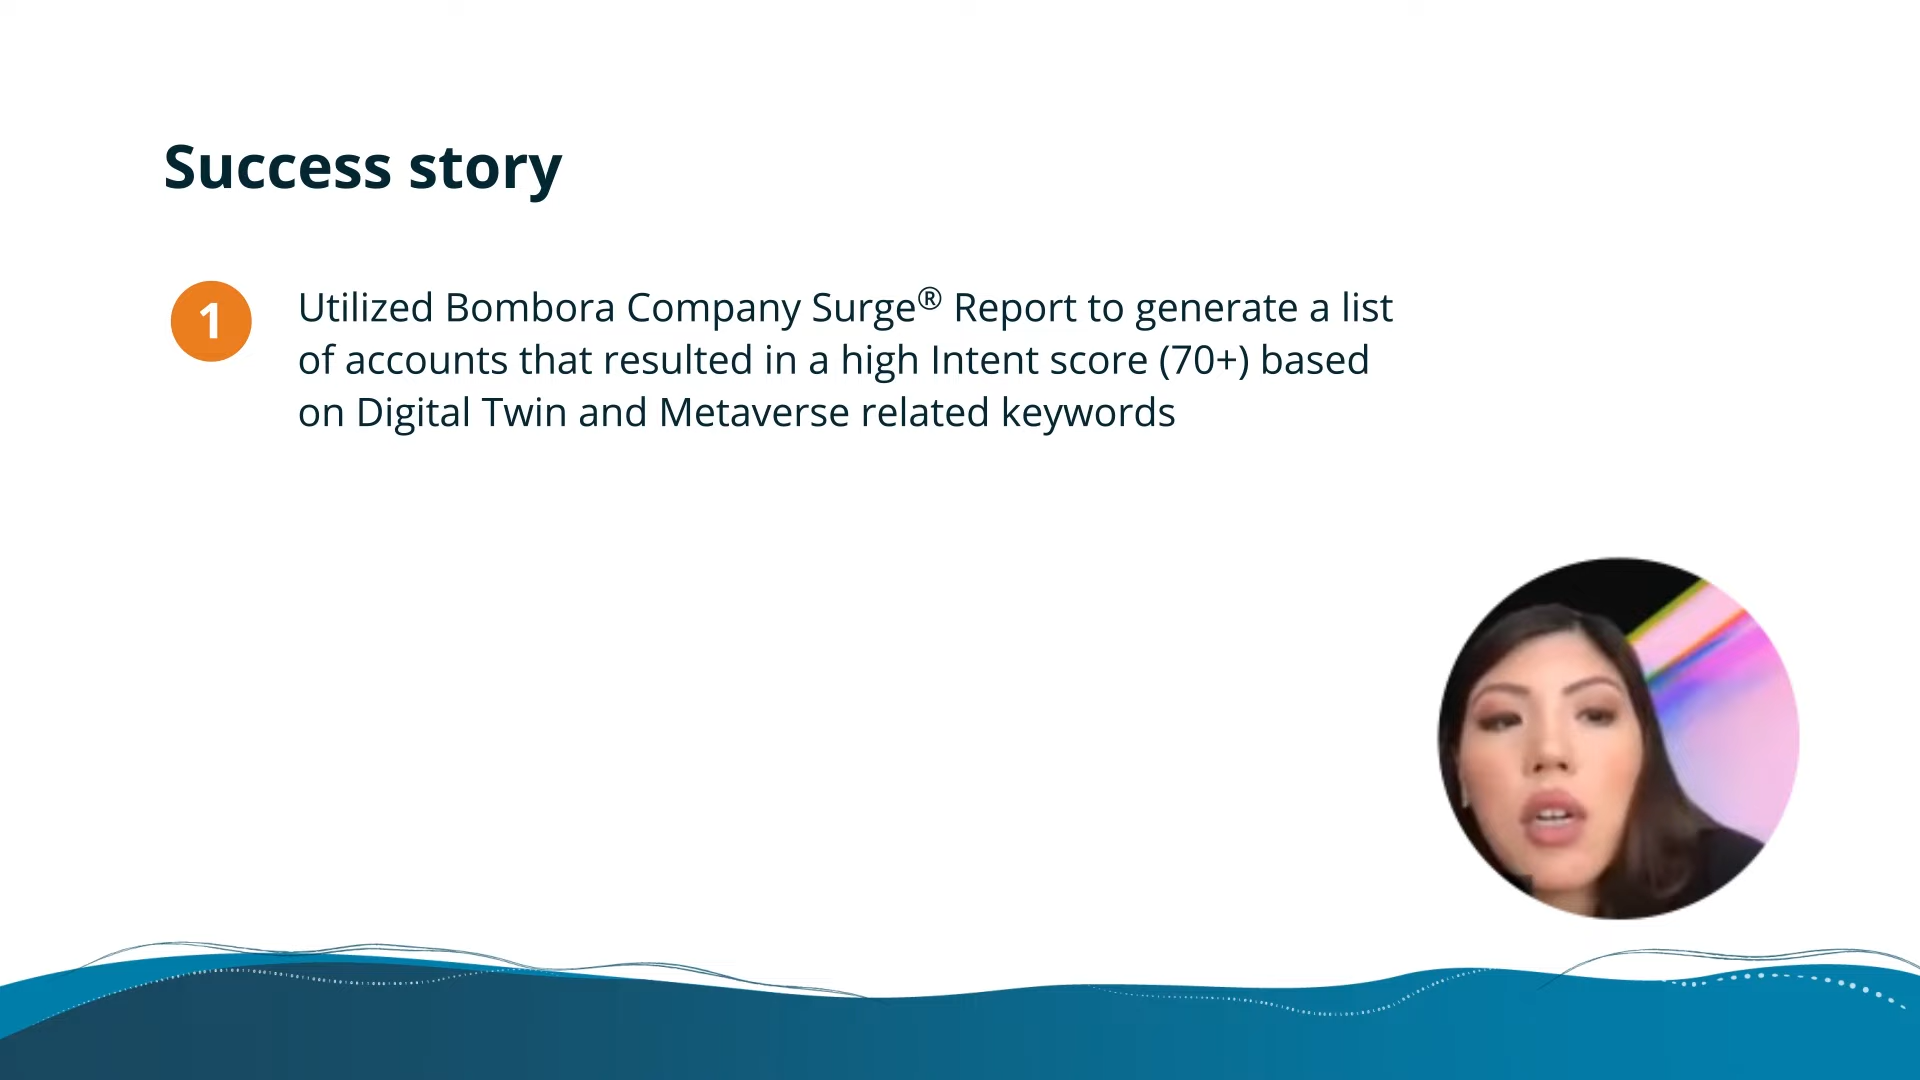 Success story
1
Utilized Bombora Company Surge® Report to generate a list
of accounts that resulted in a high Intent score (70+) based
on Digital Twin and Metaverse related keywords